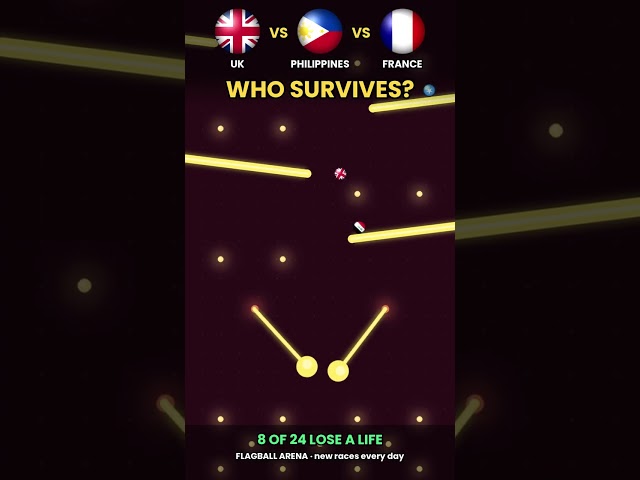 VS VS
UK PHILIPPINES FRANCE
WHO SURVIVES?
8 OF 24 LOSE A LIFE
FLAGBALL ARENA · new races every day